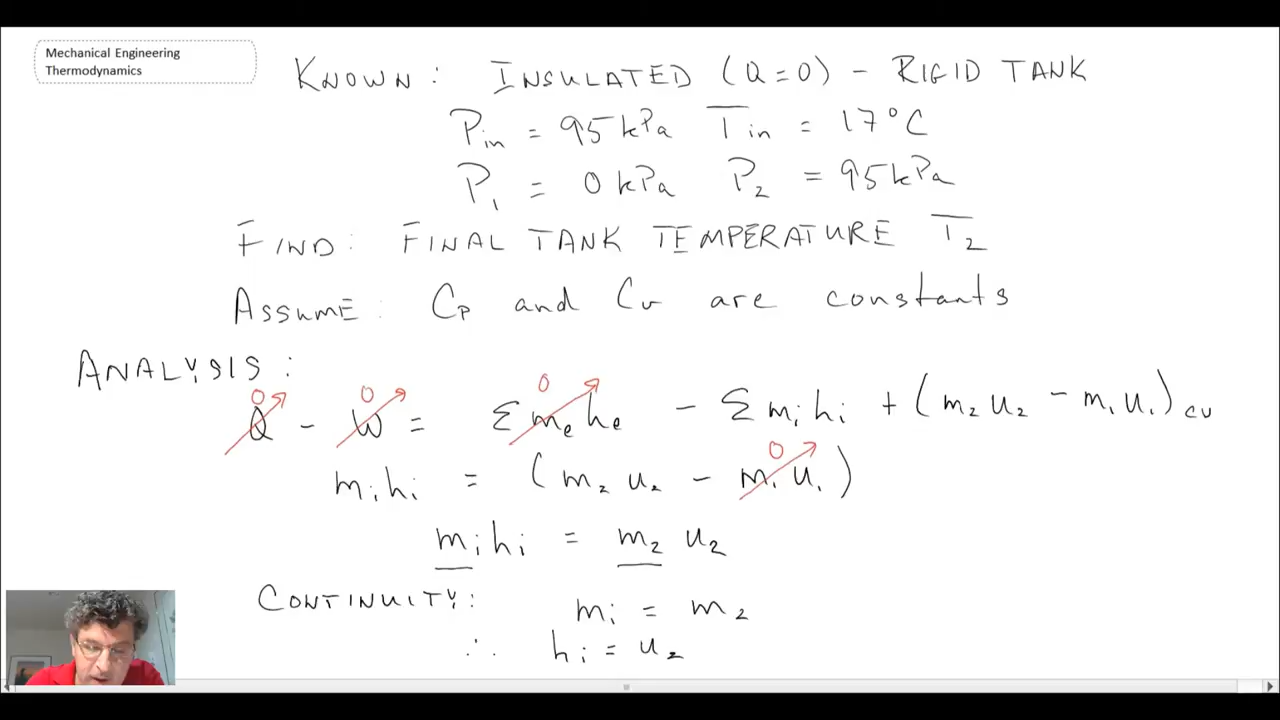 Mechanical Engineering
Thermodynamics
KNOWN: INSULATED (Q=0) - RIGID TANK
Pin = 95 kPa Tin = 17°C
P1 = 0 kPa P2 = 95 kPa
FIND: FINAL TANK TEMPERATURE T2
ASSUME: Cp and Cv are constants
ANALYSIS:
0 0 0
Q - W = Σ me he - Σ mi hi + (m2 u2 - m1 u1)cv
0
mi hi = (m2 u2 - m1 u1)
mi hi = m2 u2
CONTINUITY: mi = m2
∴ hi = u2